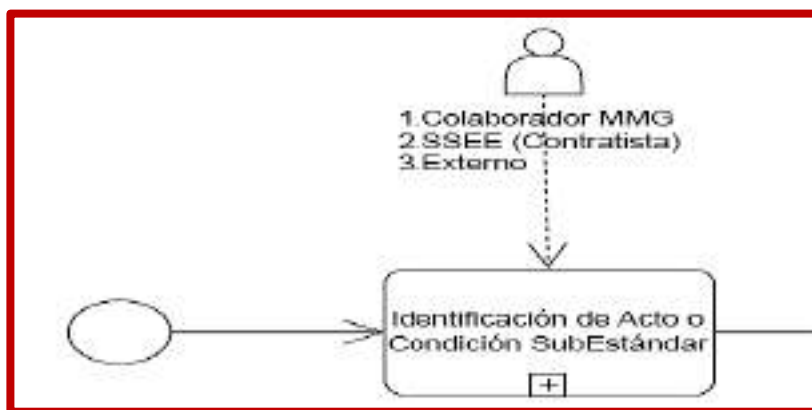 1.Colaborador MMG
2.SSEE (Contratista)
3.Externo
Identificación de Acto o
Condición SubEstándar